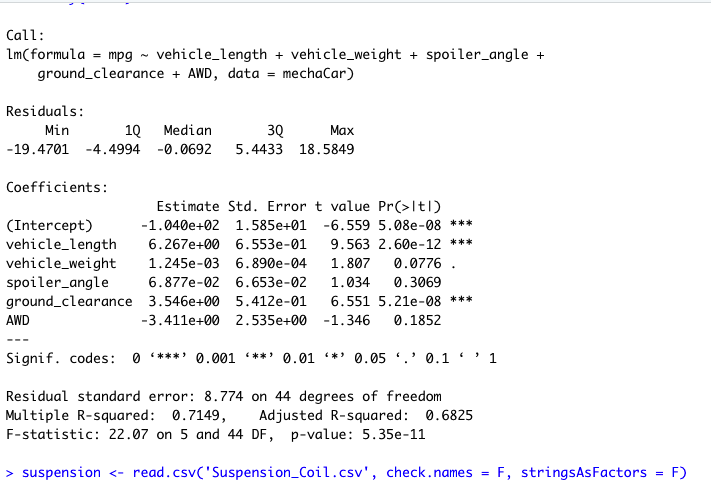 Call:
lm(formula = mpg ~ vehicle_length + vehicle_weight + spoiler_angle +
    ground_clearance + AWD, data = mechaCar)
Residuals:
     Min       1Q   Median       3Q      Max
-19.4701  -4.4994  -0.0692   5.4433  18.5849
Coefficients:
                   Estimate Std. Error t value Pr(>|t|)
(Intercept)      -1.040e+02  1.585e+01  -6.559 5.08e-08 ***
vehicle_length    6.267e+00  6.553e-01   9.563 2.60e-12 ***
vehicle_weight    1.245e-03  6.890e-04   1.807   0.0776 .
spoiler_angle     6.877e-02  6.653e-02   1.034   0.3069
ground_clearance  3.546e+00  5.412e-01   6.551 5.21e-08 ***
AWD              -3.411e+00  2.535e+00  -1.346   0.1852
---
Signif. codes:  0 ‘***’ 0.001 ‘**’ 0.01 ‘*’ 0.05 ‘.’ 0.1 ‘ ’ 1
Residual standard error: 8.774 on 44 degrees of freedom
Multiple R-squared:  0.7149,    Adjusted R-squared:  0.6825
F-statistic: 22.07 on 5 and 44 DF,  p-value: 5.35e-11
> suspension <- read.csv('Suspension_Coil.csv', check.names = F, stringsAsFactors = F)